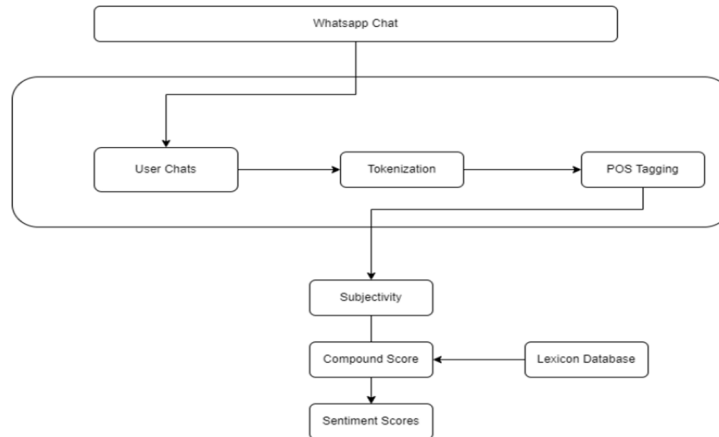 Whatsapp Chat
User Chats
Tokenization
POS Tagging
Subjectivity
Compound Score
Lexicon Database
Sentiment Scores